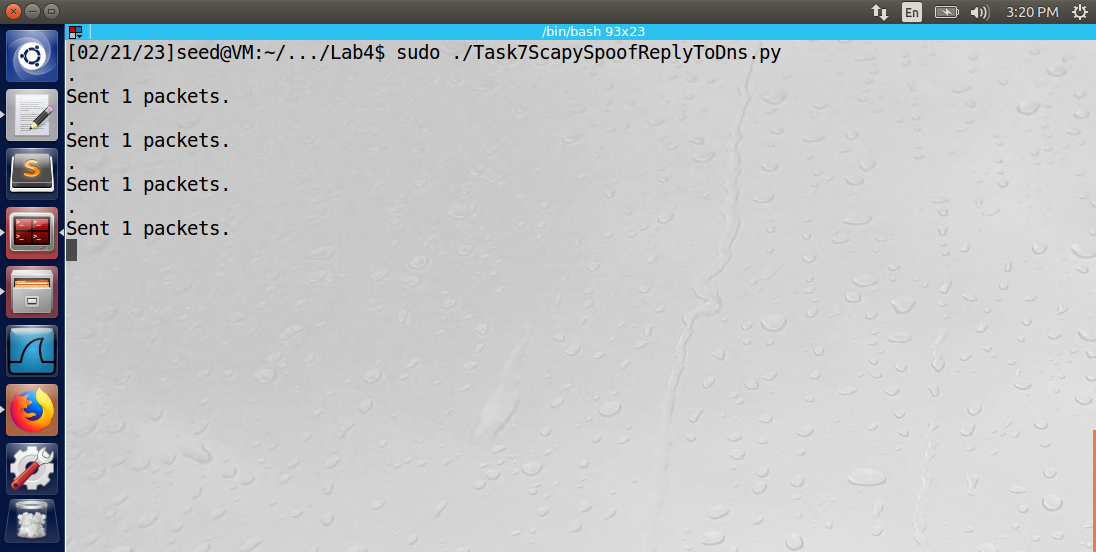 En 3:20 PM
/bin/bash 93x23
[02/21/23]seed@VM:~/.../Lab4$ sudo ./Task7ScapySpoofReplyToDns.py
.
Sent 1 packets.
.
Sent 1 packets.
.
Sent 1 packets.
.
Sent 1 packets.